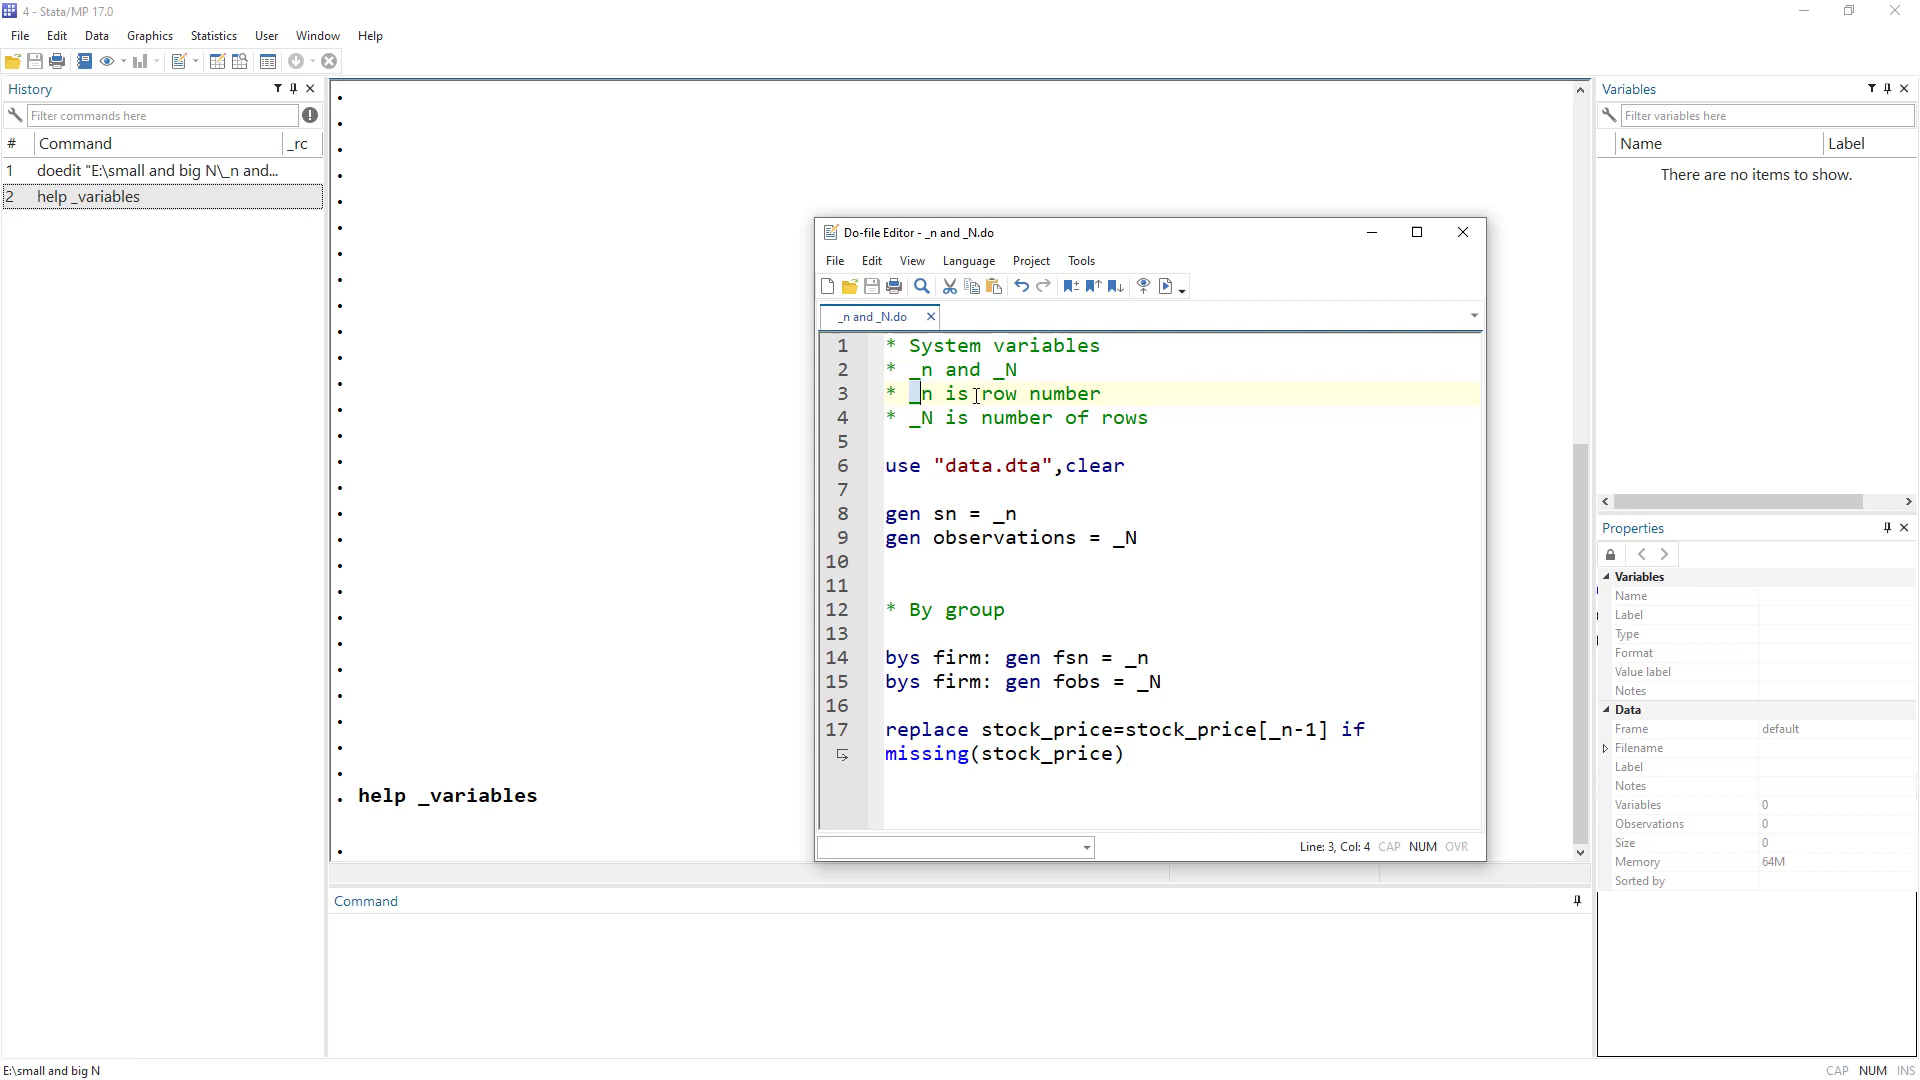 4 - Stata/MP 17.0
File Edit Data Graphics Statistics User Window Help
History
Filter commands here
# Command _rc
1 doedit "E:\small and big N\_n and...
2 help _variables
. help _variables
Do-file Editor - _n and _N.do
File Edit View Language Project Tools
_n and _N.do
1 * System variables
2 * _n and _N
3 * _n is row number
4 * _N is number of rows
5
6 use "data.dta",clear
7
8 gen sn = _n
9 gen observations = _N
10
11
12 * By group
13
14 bys firm: gen fsn = _n
15 bys firm: gen fobs = _N
16
17 replace stock_price=stock_price[_n-1] if
missing(stock_price)
Line: 3, Col: 4 CAP NUM OVR
Command
Variables
Filter variables here
Name Label
There are no items to show.
Properties
Variables
Name
Label
Type
Format
Value label
Notes
Data
Frame default
Filename
Label
Notes
Variables 0
Observations 0
Size 0
Memory 64M
Sorted by
E:\small and big N
CAP NUM INS